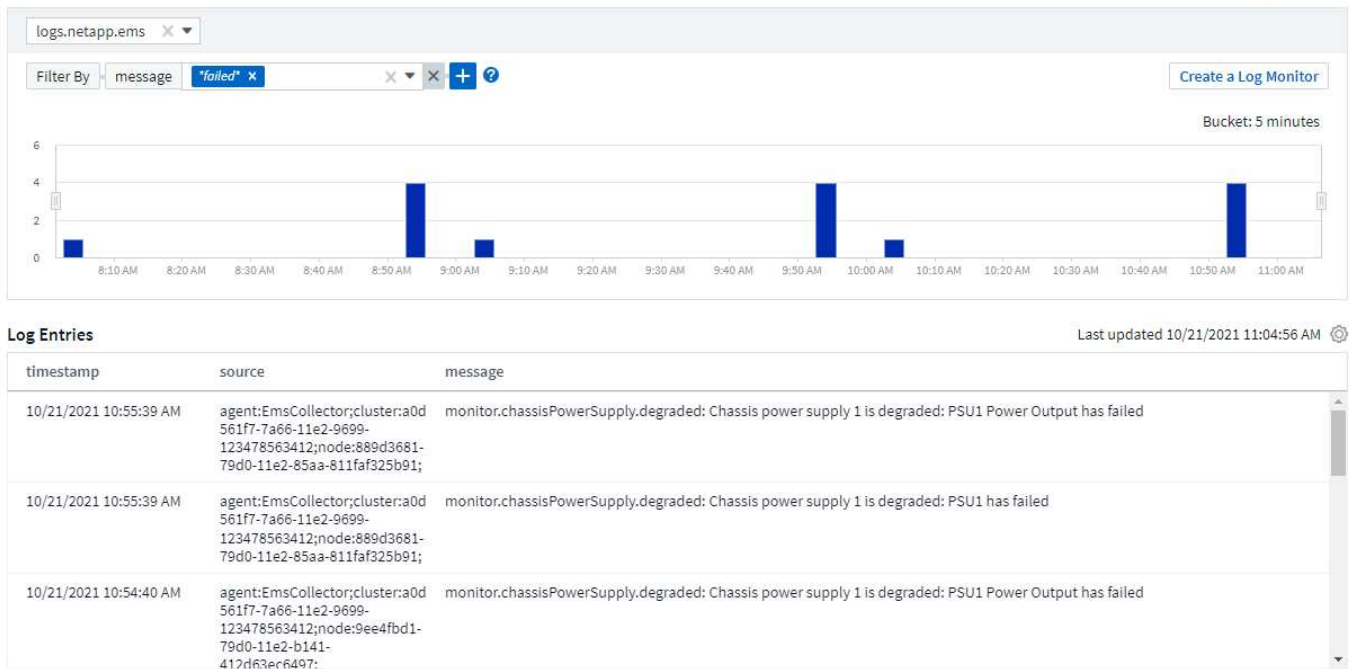 logs.netapp.ems
Filter By message *failed* Create a Log Monitor
Bucket: 5 minutes
6
4
2
0
8:10 AM 8:20 AM 8:30 AM 8:40 AM 8:50 AM 9:00 AM 9:10 AM 9:20 AM 9:30 AM 9:40 AM 9:50 AM 10:00 AM 10:10 AM 10:20 AM 10:30 AM 10:40 AM 10:50 AM 11:00 AM
Log Entries Last updated 10/21/2021 11:04:56 AM
timestamp source message
10/21/2021 10:55:39 AM agent:EmsCollector;cluster:a0d monitor.chassisPowerSupply.degraded: Chassis power supply 1 is degraded: PSU1 Power Output has failed
561f7-7a66-11e2-9699-
123478563412;node:889d3681-
79d0-11e2-85aa-811faf325b91;
10/21/2021 10:55:39 AM agent:EmsCollector;cluster:a0d monitor.chassisPowerSupply.degraded: Chassis power supply 1 is degraded: PSU1 has failed
561f7-7a66-11e2-9699-
123478563412;node:889d3681-
79d0-11e2-85aa-811faf325b91;
10/21/2021 10:54:40 AM agent:EmsCollector;cluster:a0d monitor.chassisPowerSupply.degraded: Chassis power supply 1 is degraded: PSU1 Power Output has failed
561f7-7a66-11e2-9699-
123478563412;node:9ee4fbd1-
79d0-11e2-b141-
412d63ec6497;